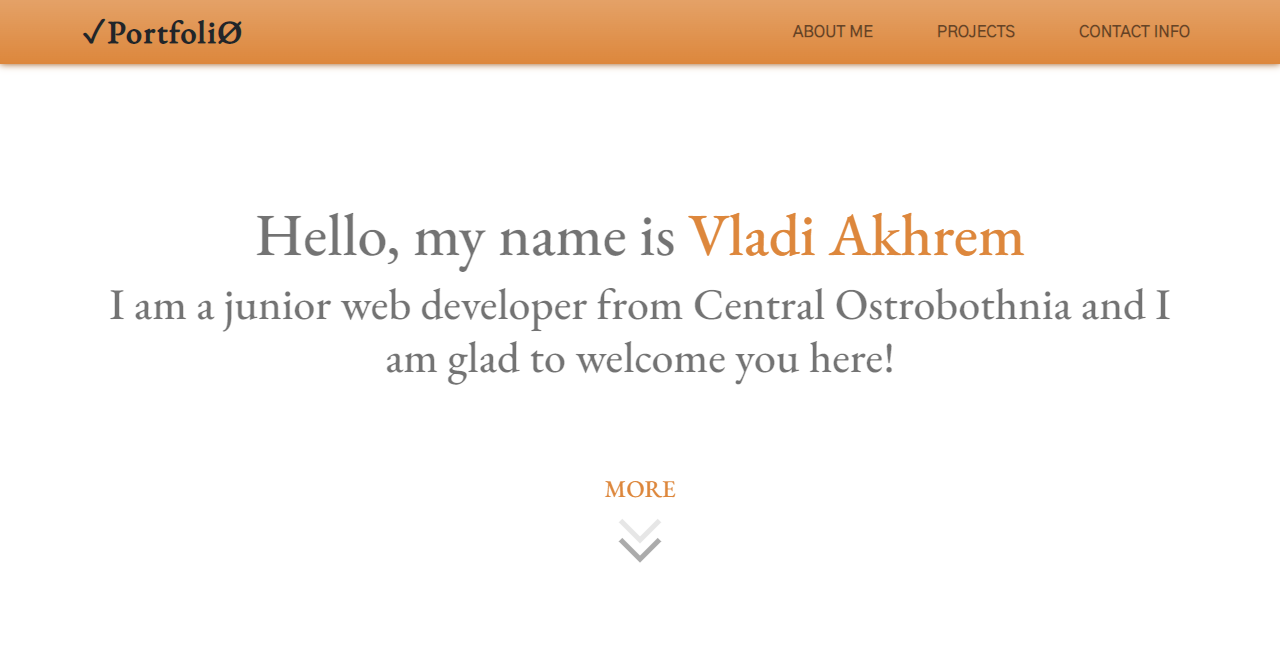 ✓PortfoliØ
ABOUT ME
PROJECTS
CONTACT INFO
Hello, my name is Vladi Akhrem
I am a junior web developer from Central Ostrobothnia and I
am glad to welcome you here!
MORE